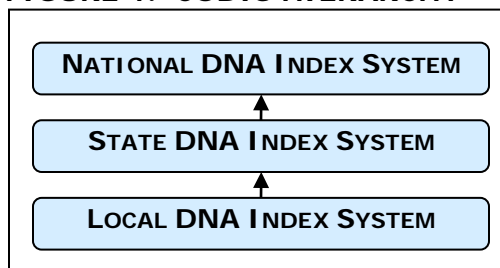 NATIONAL DNA INDEX SYSTEM
STATE DNA INDEX SYSTEM
LOCAL DNA INDEX SYSTEM